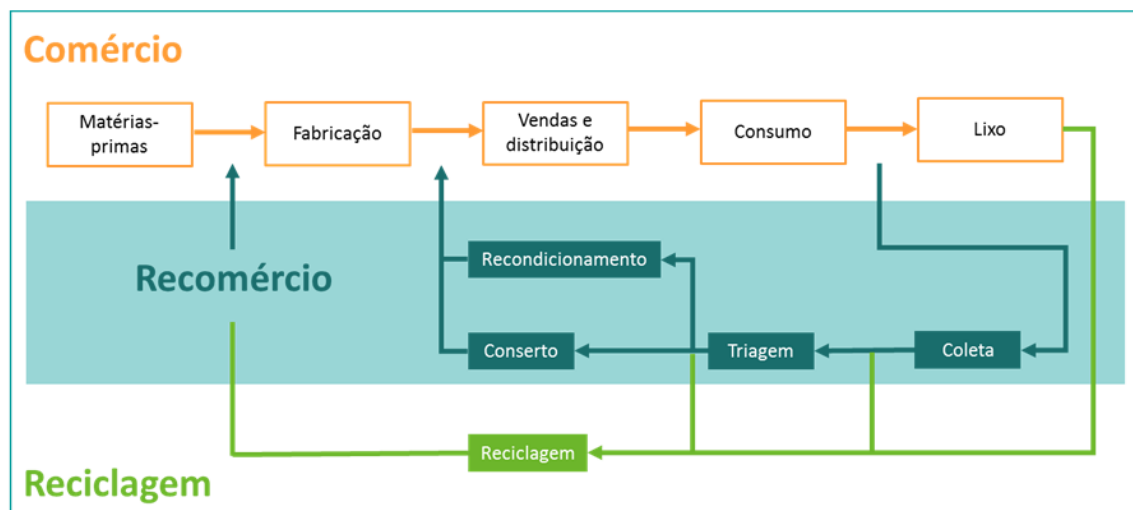 Comércio
Matérias-
primas
Fabricação
Vendas e
distribuição
Consumo
Lixo
Recondicionamento
Recomércio
Conserto
Triagem
Coleta
Reciclagem
Reciclagem